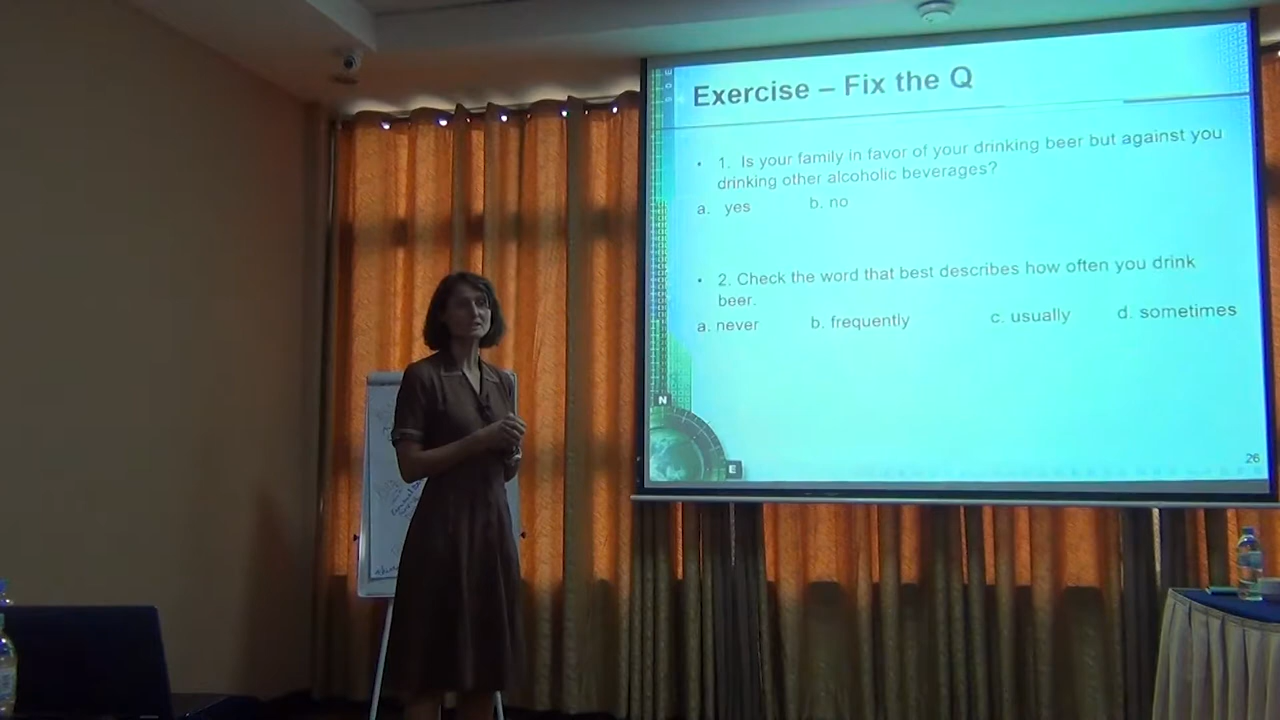 Exercise – Fix the Q
• 1. Is your family in favor of your drinking beer but against you
drinking other alcoholic beverages?
a. yes b. no
• 2. Check the word that best describes how often you drink
beer.
a. never b. frequently c. usually d. sometimes
N
E
26